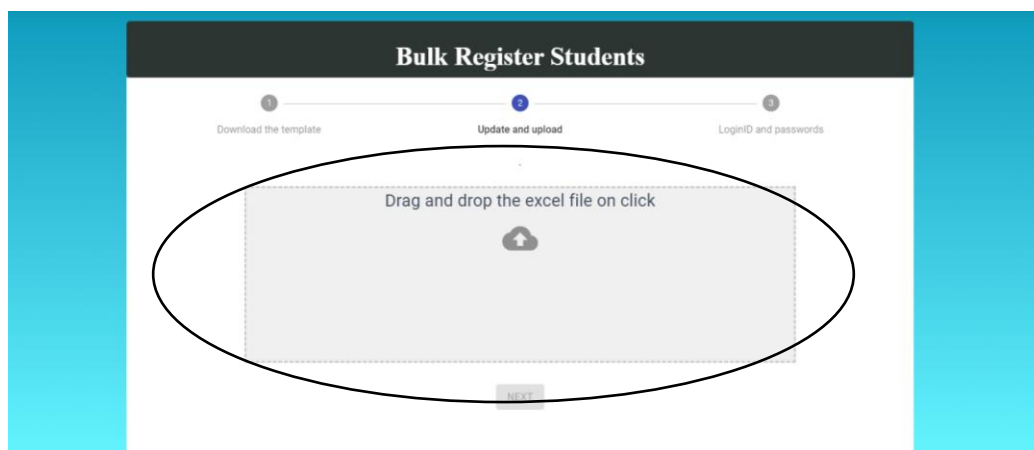 Bulk Register Students
1
2
3
Download the template
Update and upload
LoginID and passwords
Drag and drop the excel file on click
NEXT